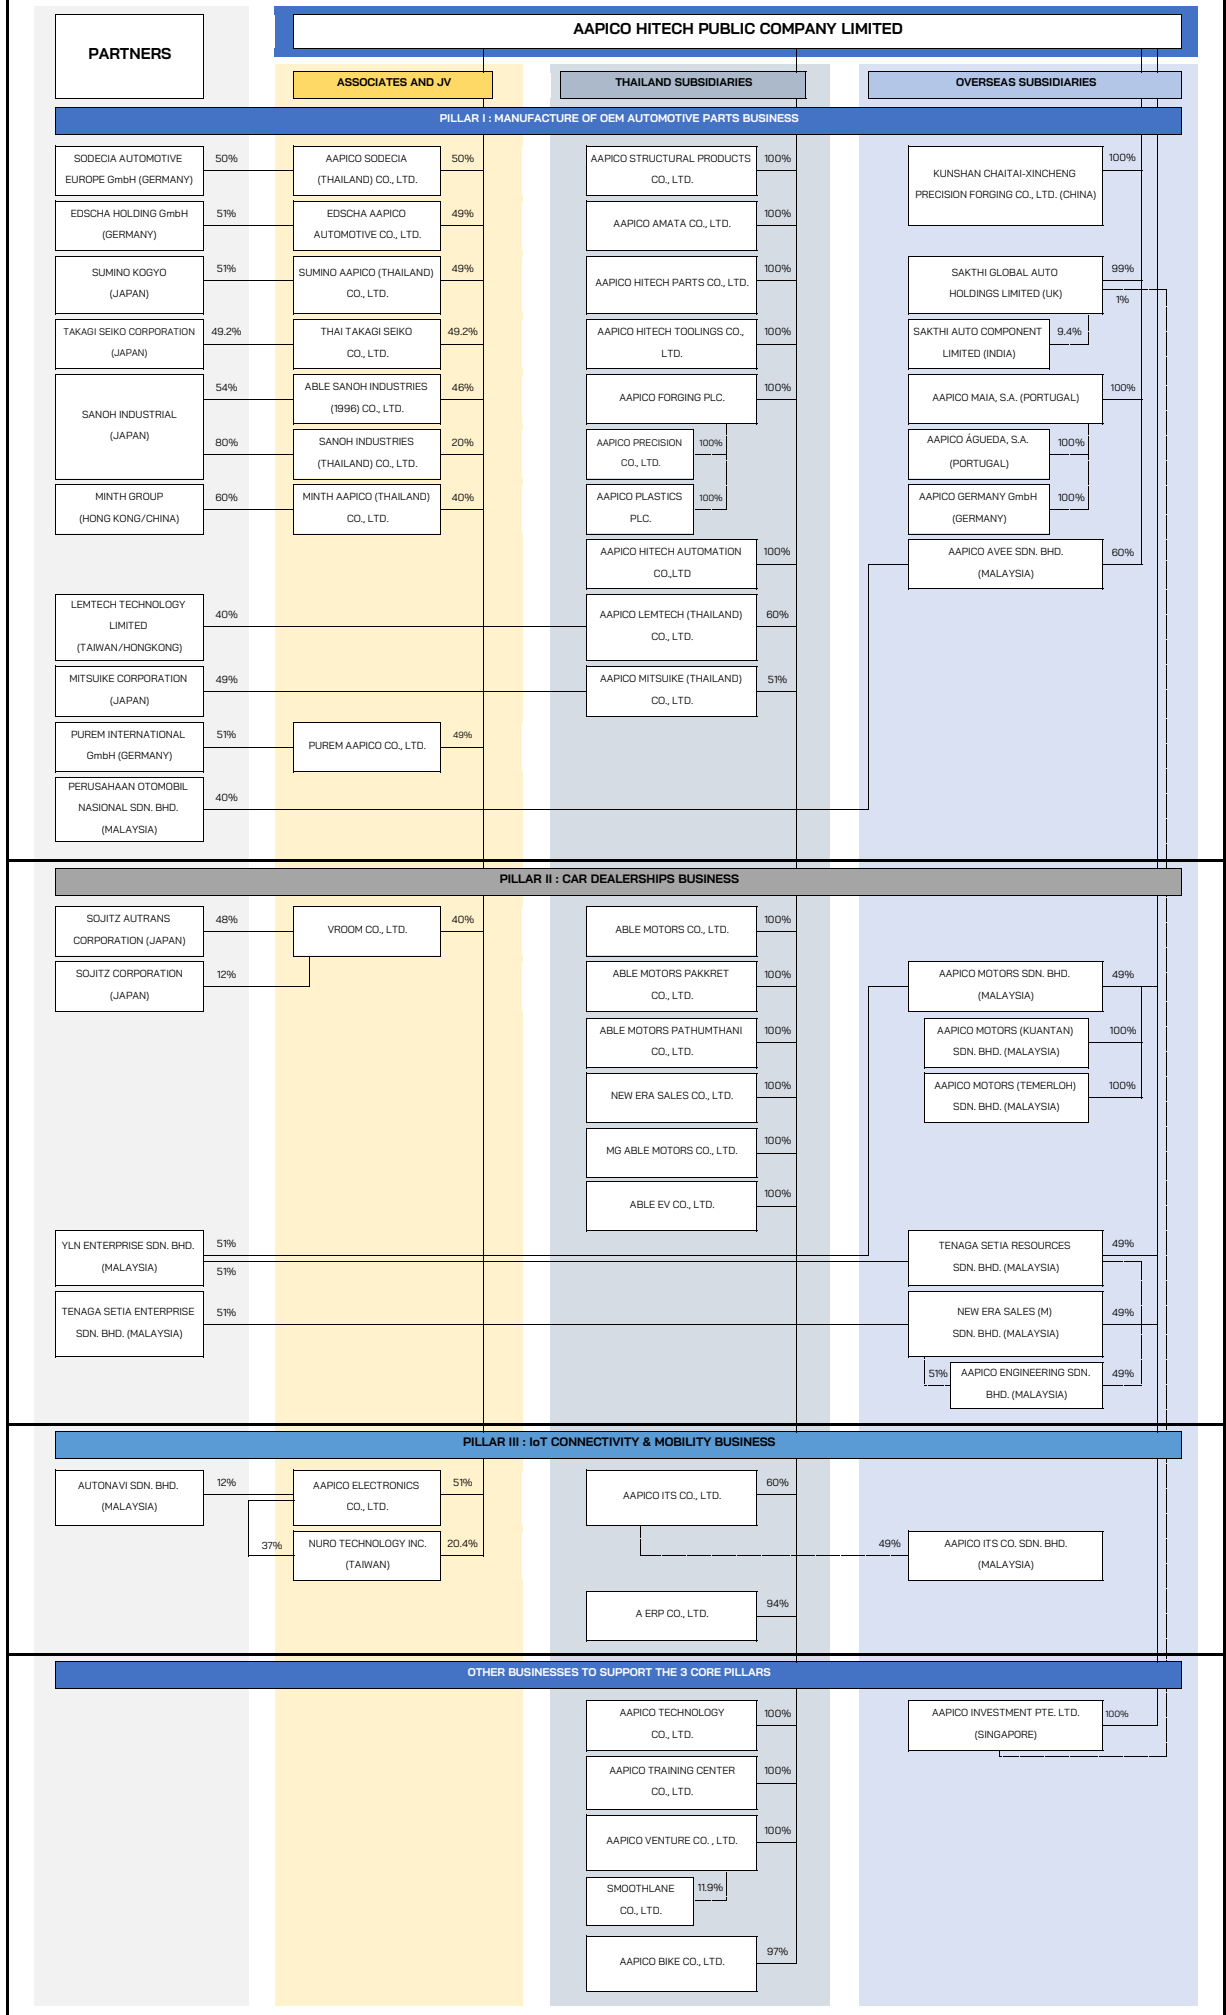 PARTNERS
AAPICO HITECH PUBLIC COMPANY LIMITED
ASSOCIATES AND JV
THAILAND SUBSIDIARIES
OVERSEAS SUBSIDIARIES
PILLAR I : MANUFACTURE OF OEM AUTOMOTIVE PARTS BUSINESS
SODECIA AUTOMOTIVE
EUROPE GmbH (GERMANY)
50%
AAPICO SODECIA
(THAILAND) CO., LTD.
50%
AAPICO STRUCTURAL PRODUCTS
CO., LTD.
100%
KUNSHAN CHAITAI-XINCHENG
PRECISION FORGING CO., LTD. (CHINA)
100%
EDSCHA HOLDING GmbH
(GERMANY)
51%
EDSCHA AAPICO
AUTOMOTIVE CO., LTD.
49%
AAPICO AMATA CO., LTD.
100%
SUMINO KOGYO
(JAPAN)
51%
SUMINO AAPICO (THAILAND)
CO., LTD.
49%
AAPICO HITECH PARTS CO., LTD.
100%
SAKTHI GLOBAL AUTO
HOLDINGS LIMITED (UK)
99%
1%
TAKAGI SEIKO CORPORATION
(JAPAN)
49.2%
THAI TAKAGI SEIKO
CO., LTD.
49.2%
AAPICO HITECH TOOLINGS CO.,
LTD.
100%
SAKTHI AUTO COMPONENT
LIMITED (INDIA)
9.4%
SANOH INDUSTRIAL
(JAPAN)
54%
ABLE SANOH INDUSTRIES
(1996) CO., LTD.
46%
AAPICO FORGING PLC.
100%
AAPICO MAIA, S.A. (PORTUGAL)
100%
80%
SANOH INDUSTRIES
(THAILAND) CO., LTD.
20%
AAPICO PRECISION
CO., LTD.
100%
AAPICO ÁGUEDA, S.A.
(PORTUGAL)
100%
MINTH GROUP
(HONG KONG/CHINA)
60%
MINTH AAPICO (THAILAND)
CO., LTD.
40%
AAPICO PLASTICS
PLC.
100%
AAPICO GERMANY GmbH
(GERMANY)
100%
AAPICO HITECH AUTOMATION
CO.,LTD
100%
AAPICO AVEE SDN. BHD.
(MALAYSIA)
60%
LEMTECH TECHNOLOGY
LIMITED
(TAIWAN/HONGKONG)
40%
AAPICO LEMTECH (THAILAND)
CO., LTD.
60%
MITSUIKE CORPORATION
(JAPAN)
49%
AAPICO MITSUIKE (THAILAND)
CO., LTD.
51%
PUREM INTERNATIONAL
GmbH (GERMANY)
51%
PUREM AAPICO CO., LTD.
49%
PERUSAHAAN OTOMOBIL
NASIONAL SDN. BHD.
(MALAYSIA)
40%
PILLAR II : CAR DEALERSHIPS BUSINESS
SOJITZ AUTRANS
CORPORATION (JAPAN)
48%
VROOM CO., LTD.
40%
ABLE MOTORS CO., LTD.
100%
SOJITZ CORPORATION
(JAPAN)
12%
ABLE MOTORS PAKKRET
CO., LTD.
100%
AAPICO MOTORS SDN. BHD.
(MALAYSIA)
49%
ABLE MOTORS PATHUMTHANI
CO., LTD.
100%
AAPICO MOTORS (KUANTAN)
SDN. BHD. (MALAYSIA)
100%
NEW ERA SALES CO., LTD.
100%
AAPICO MOTORS (TEMERLOH)
SDN. BHD. (MALAYSIA)
100%
MG ABLE MOTORS CO., LTD.
100%
ABLE EV CO., LTD.
100%
YLN ENTERPRISE SDN. BHD.
(MALAYSIA)
51%
51%
TENAGA SETIA RESOURCES
SDN. BHD. (MALAYSIA)
49%
TENAGA SETIA ENTERPRISE
SDN. BHD. (MALAYSIA)
51%
NEW ERA SALES (M)
SDN. BHD. (MALAYSIA)
49%
51%
AAPICO ENGINEERING SDN.
BHD. (MALAYSIA)
49%
PILLAR III : IoT CONNECTIVITY & MOBILITY BUSINESS
AUTONAVI SDN. BHD.
(MALAYSIA)
12%
AAPICO ELECTRONICS
CO., LTD.
51%
AAPICO ITS CO., LTD.
60%
37%
NURO TECHNOLOGY INC.
(TAIWAN)
20.4%
49%
AAPICO ITS CO. SDN. BHD.
(MALAYSIA)
A ERP CO., LTD.
94%
OTHER BUSINESSES TO SUPPORT THE 3 CORE PILLARS
AAPICO TECHNOLOGY
CO., LTD.
100%
AAPICO INVESTMENT PTE. LTD.
(SINGAPORE)
100%
AAPICO TRAINING CENTER
CO., LTD.
100%
AAPICO VENTURE CO. , LTD.
100%
SMOOTHLANE
CO., LTD.
11.9%
AAPICO BIKE CO., LTD.
97%